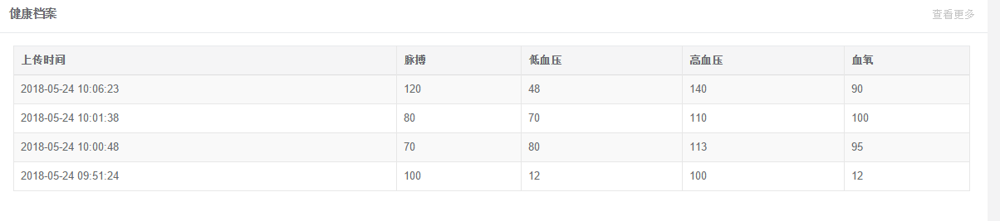 健康档案 查看更多
上传时间 脉搏 低血压 高血压 血氧
2018-05-24 10:06:23 120 48 140 90
2018-05-24 10:01:38 80 70 110 100
2018-05-24 10:00:48 70 80 113 95
2018-05-24 09:51:24 100 12 100 12